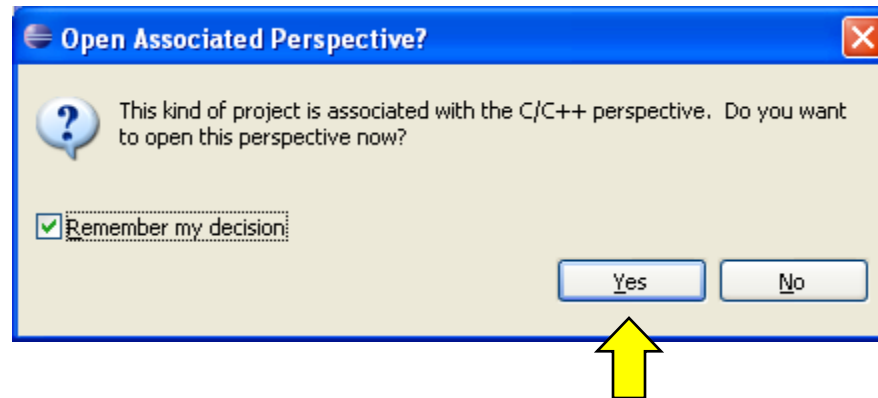 Open Associated Perspective?
This kind of project is associated with the C/C++ perspective. Do you want
to open this perspective now?
Remember my decision
Yes
No